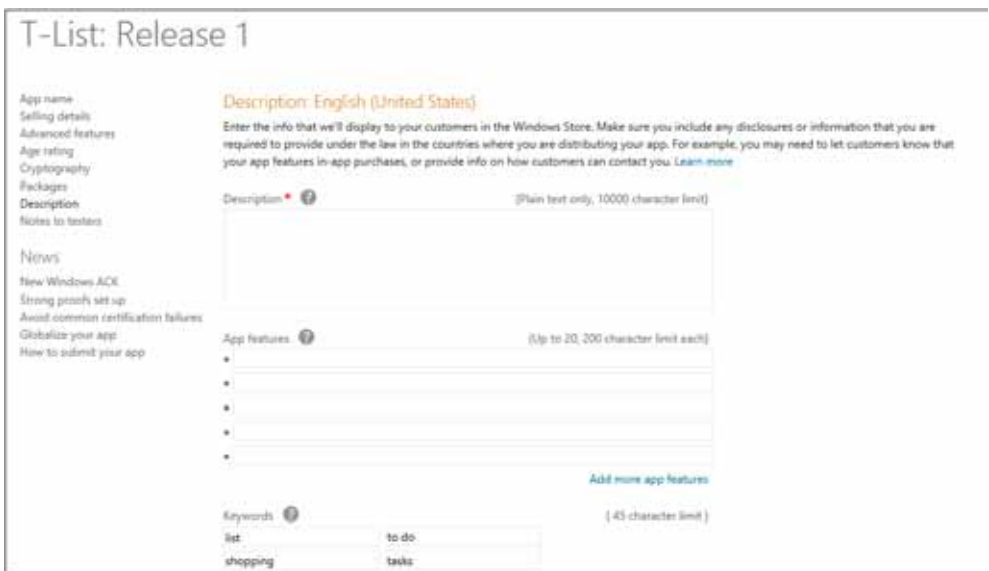 T-List: Release 1
App name
Selling details
Advanced features
Age rating
Cryptography
Packages
Description
Notes to testers
News
New Windows ACK
Strong proofs set up
Avoid common certification failures
Globalize your app
How to submit your app
Description: English (United States)
Enter the info that we'll display to your customers in the Windows Store. Make sure you include any disclosures or information that you are
required to provide under the law in the countries where you are distributing your app. For example, you may need to let customers know that
your app features in-app purchases, or provide info on how customers can contact you. Learn more
Description * ? (Plain text only, 10000 character limit)
App features ? (Up to 20, 200 character limit each)
Add more app features
Keywords ? ( 45 character limit )
list to do
shopping tasks